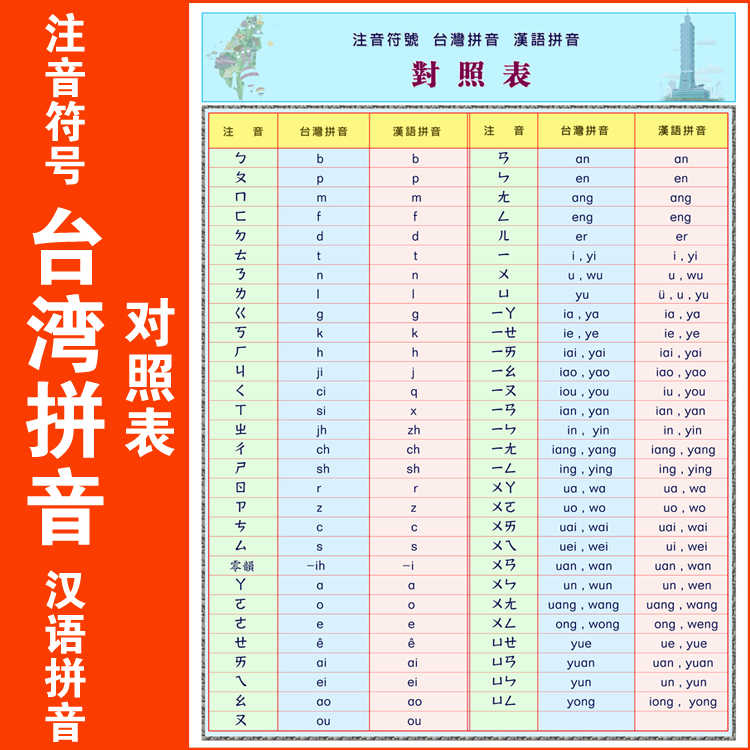 注音符号
台湾拼音
汉语拼音
对照表
注音符號 台灣拼音 漢語拼音
對照表
注音 台灣拼音 漢語拼音 注音 台灣拼音 漢語拼音
ㄅ b b ㄢ an an
ㄆ p p ㄣ en en
ㄇ m m ㄤ ang ang
ㄈ f f ㄥ eng eng
ㄉ d d ㄦ er er
ㄊ t t ㄧ i , yi i , yi
ㄋ n n ㄨ u , wu u , wu
ㄌ l l ㄩ yu ü , u , yu
ㄍ g g ㄧㄚ ia , ya ia , ya
ㄎ k k ㄧㄝ ie , ye ie , ye
ㄏ h h ㄧㄞ iai , yai iai , yai
ㄐ ji j ㄧㄠ iao , yao iao , yao
ㄑ ci q ㄧㄡ iou , you iu , you
ㄒ si x ㄧㄢ ian , yan ian , yan
ㄓ jh zh ㄧㄣ in , yin in , yin
ㄔ ch ch ㄧㄤ iang , yang iang , yang
ㄕ sh sh ㄧㄥ ing , ying ing , ying
ㄖ r r ㄨㄚ ua , wa ua , wa
ㄗ z z ㄨㄛ uo , wo uo , wo
ㄘ c c ㄨㄞ uai , wai uai , wai
ㄙ s s ㄨㄟ uei , wei ui , wei
零韻 –ih –i ㄨㄢ uan , wan uan , wan
ㄚ a a ㄨㄣ un , wun un , wen
ㄛ o o ㄨㄤ uang , wang uang , wang
ㄜ e e ㄨㄥ ong , wong ong , weng
ㄝ ê ê ㄩㄝ yue ue , yue
ㄞ ai ai ㄩㄢ yuan uan , yuan
ㄟ ei ei ㄩㄣ yun un , yun
ㄠ ao ao ㄩㄥ yong iong , yong
ㄡ ou ou